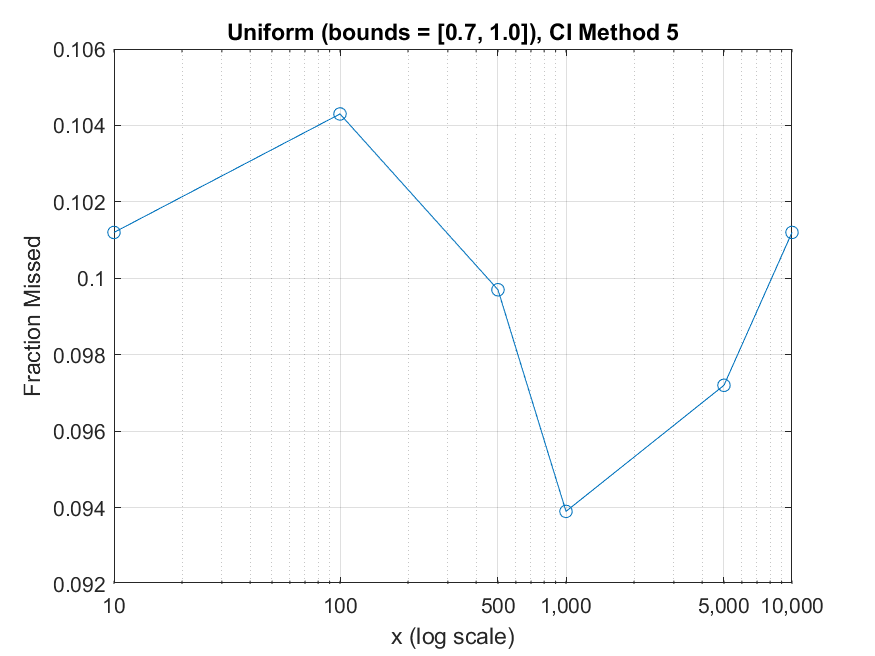 Uniform (bounds = [0.7, 1.0]), CI Method 5
0.106
0.104
0.102
0.1
0.098
0.096
0.094
0.092
Fraction Missed
10 100 500 1,000 5,000 10,000
x (log scale)